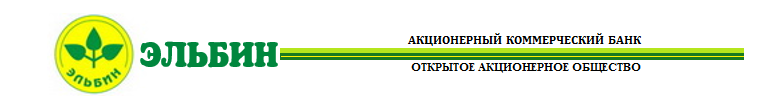 ЭЛЬБИН
ЭЛЬБИН
АКЦИОНЕРНЫЙ КОММЕРЧЕСКИЙ БАНК
ОТКРЫТОЕ АКЦИОНЕРНОЕ ОБЩЕСТВО